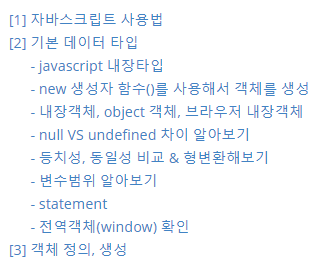 [1] 자바스크립트 사용법
[2] 기본 데이터 타입
- javascript 내장타입
- new 생성자 함수()를 사용해서 객체를 생성
- 내장객체, object 객체, 브라우저 내장객체
- null VS undefined 차이 알아보기
- 등치성, 동일성 비교 & 형변환해보기
- 변수범위 알아보기
- statement
- 전역객체(window) 확인
[3] 객체 정의, 생성